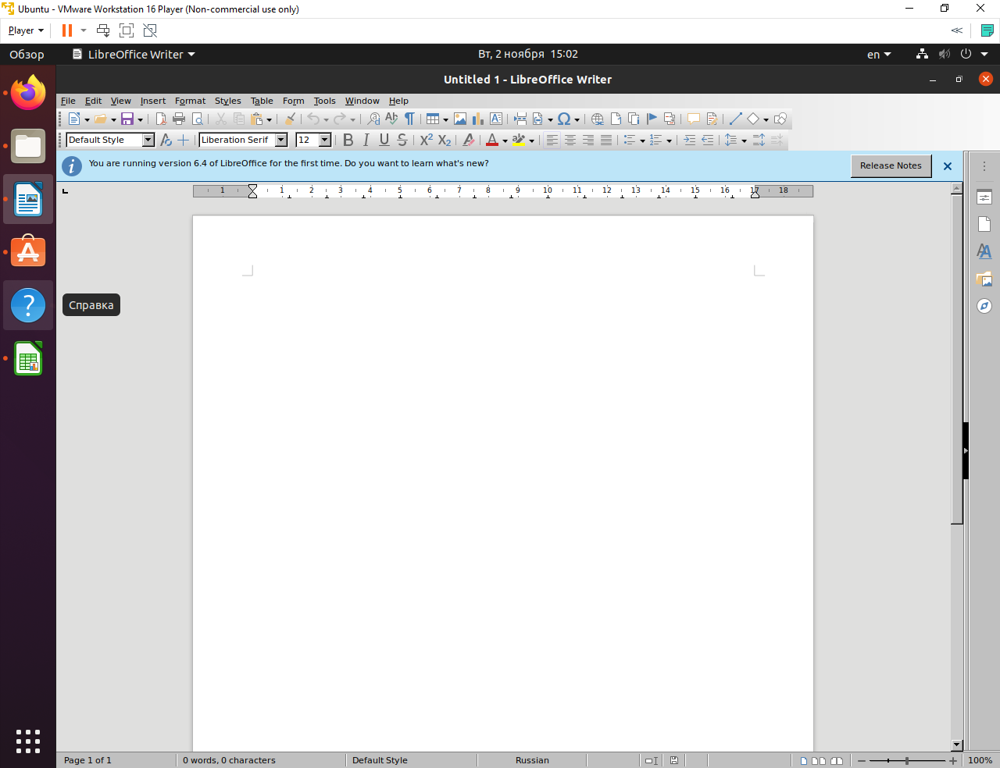 Ubuntu - VMware Workstation 16 Player (Non-commercial use only)
Player
Обзор LibreOffice Writer Вт, 2 ноября 15:02 en
Untitled 1 - LibreOffice Writer
File Edit View Insert Format Styles Table Form Tools Window Help
Default Style Liberation Serif 12
You are running version 6.4 of LibreOffice for the first time. Do you want to learn what's new? Release Notes
1 1 2 3 4 5 6 7 8 9 10 11 12 13 14 15 16 17 18
Справка
Page 1 of 1 0 words, 0 characters Default Style Russian 100%